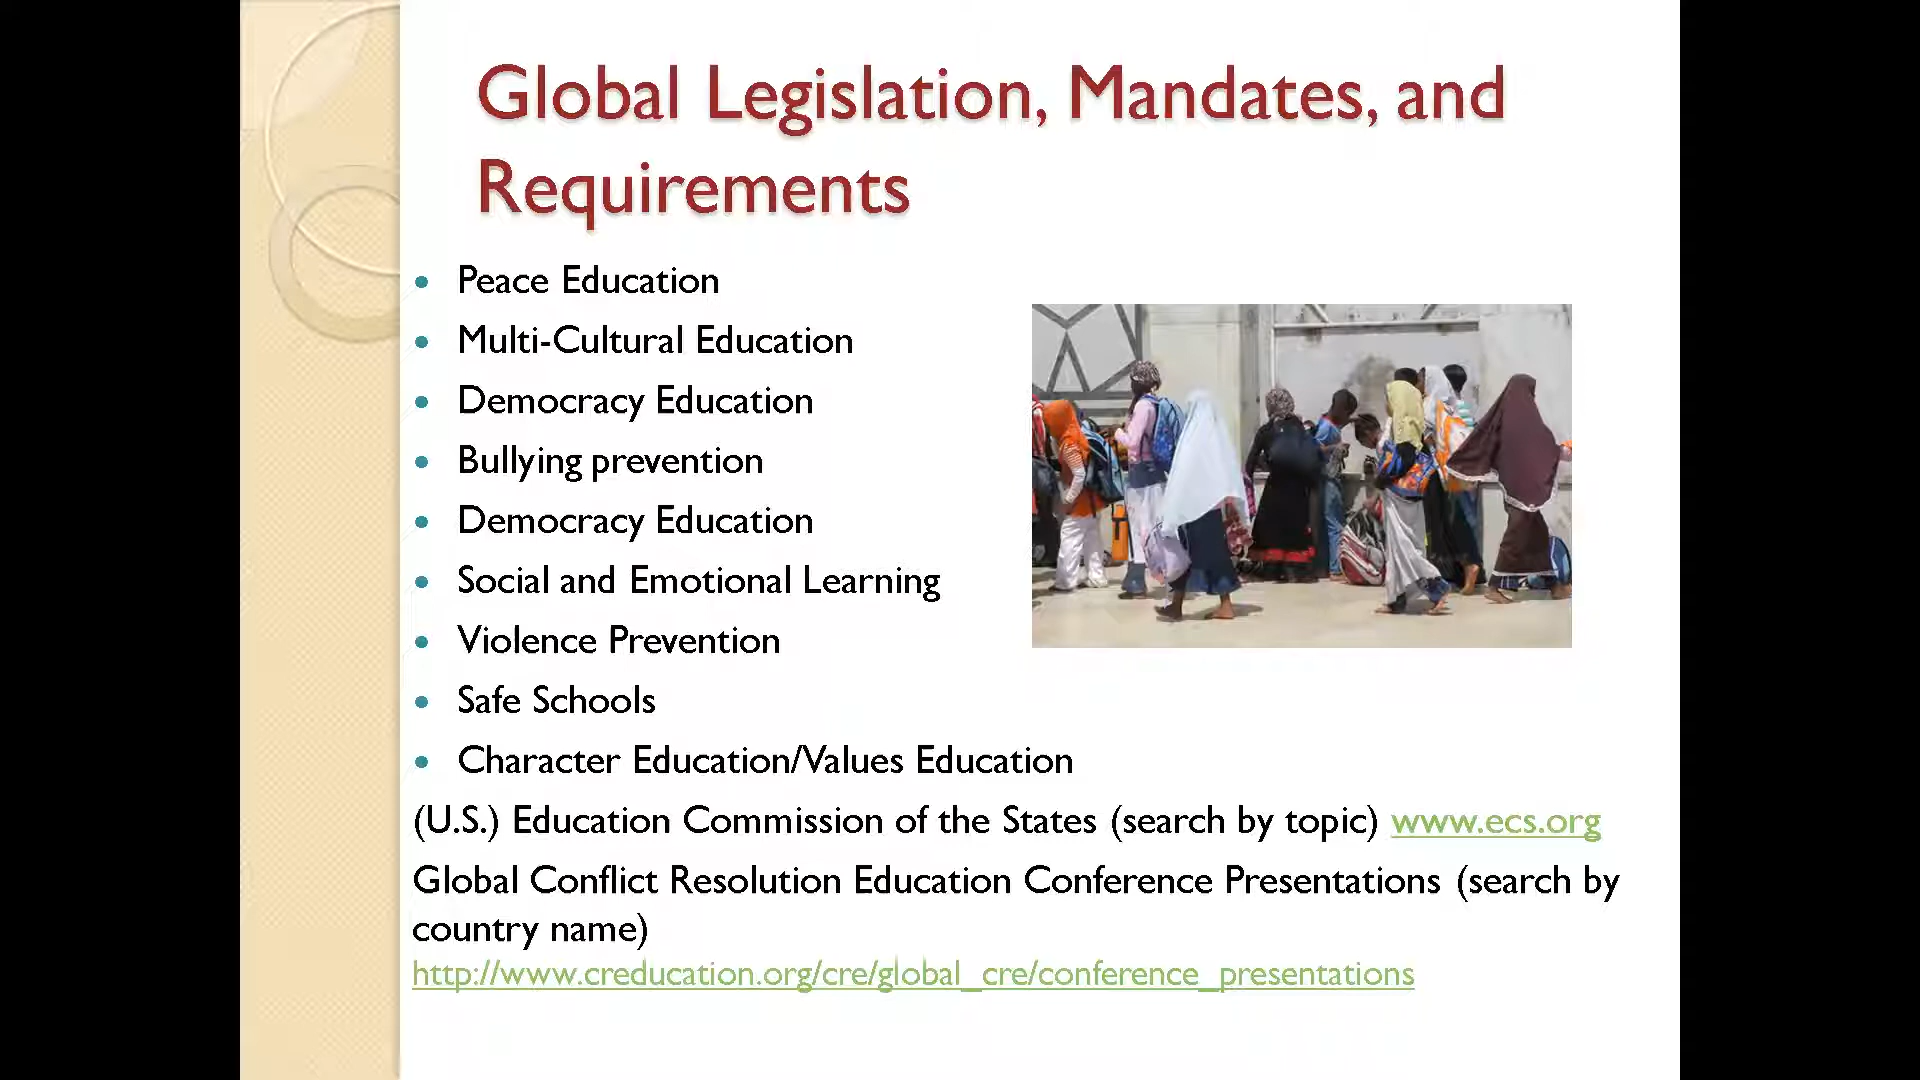 Global Legislation, Mandates, and
Requirements
• Peace Education
• Multi-Cultural Education
• Democracy Education
• Bullying prevention
• Democracy Education
• Social and Emotional Learning
• Violence Prevention
• Safe Schools
• Character Education/Values Education
(U.S.) Education Commission of the States (search by topic) www.ecs.org
Global Conflict Resolution Education Conference Presentations (search by
country name)
http://www.creducation.org/cre/global_cre/conference_presentations